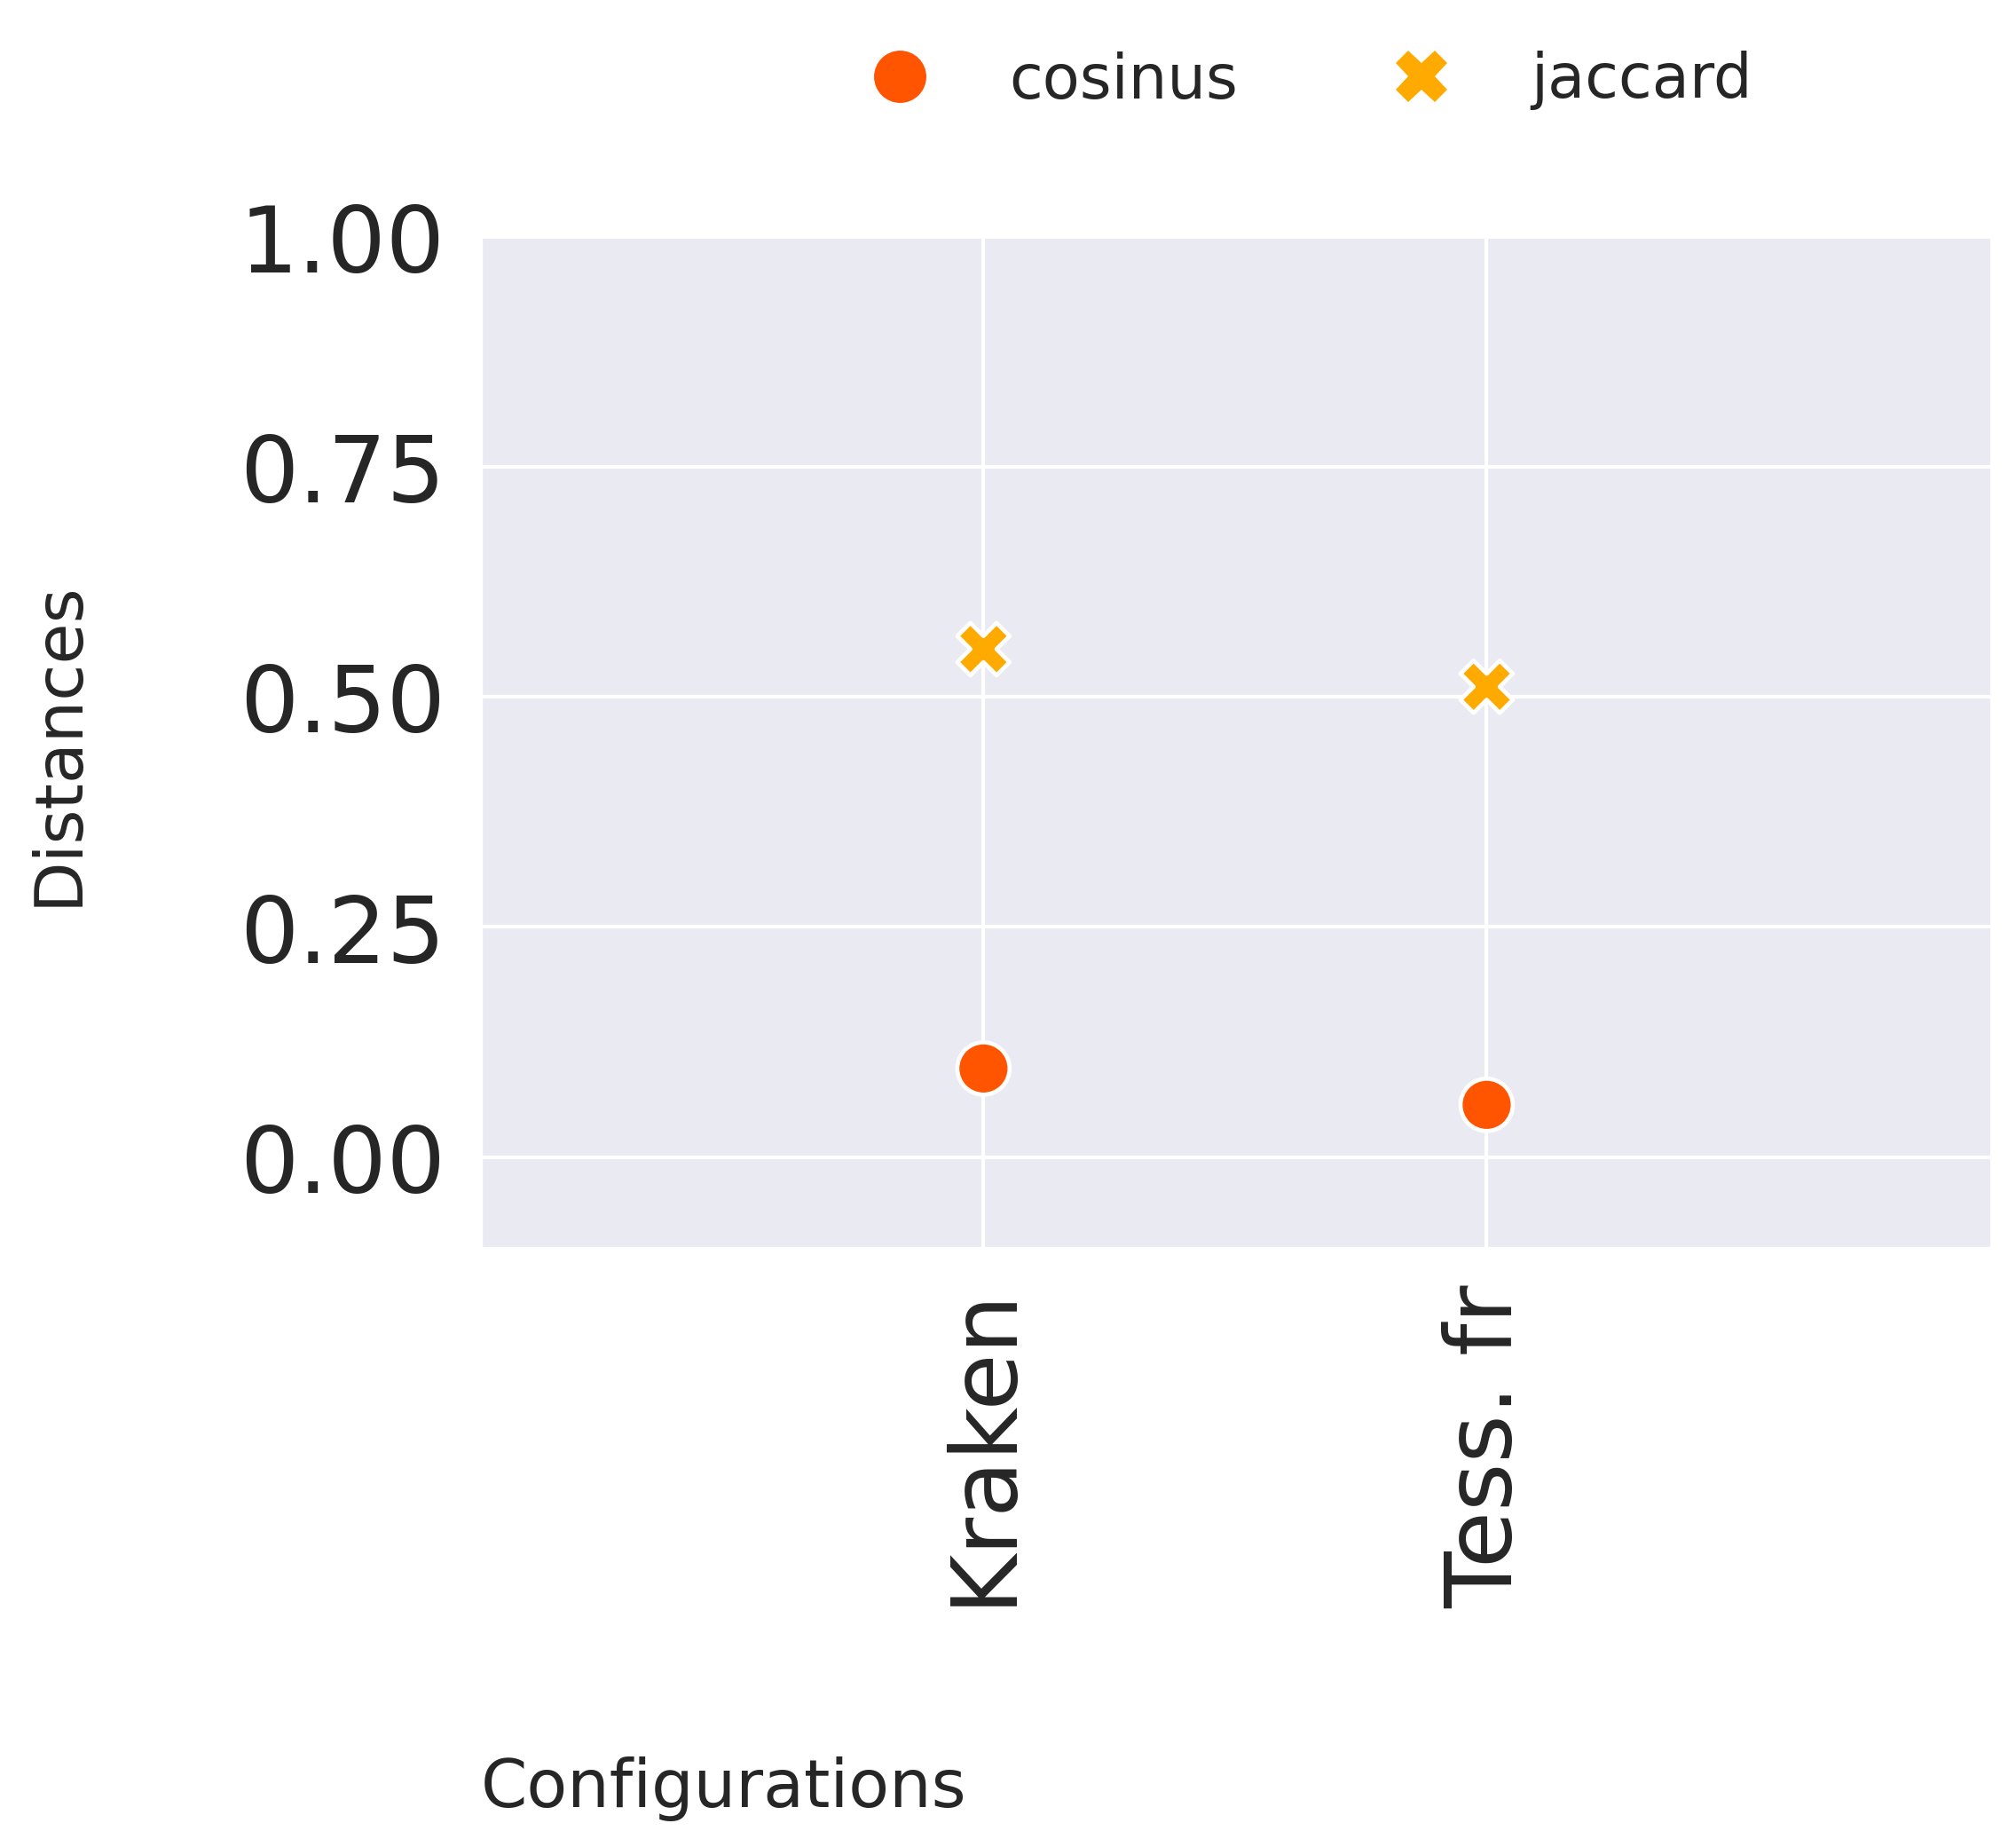 cosinus jaccard
1.00
0.75
0.50
0.25
0.00
Distances
Kraken
Tess. fr
Configurations